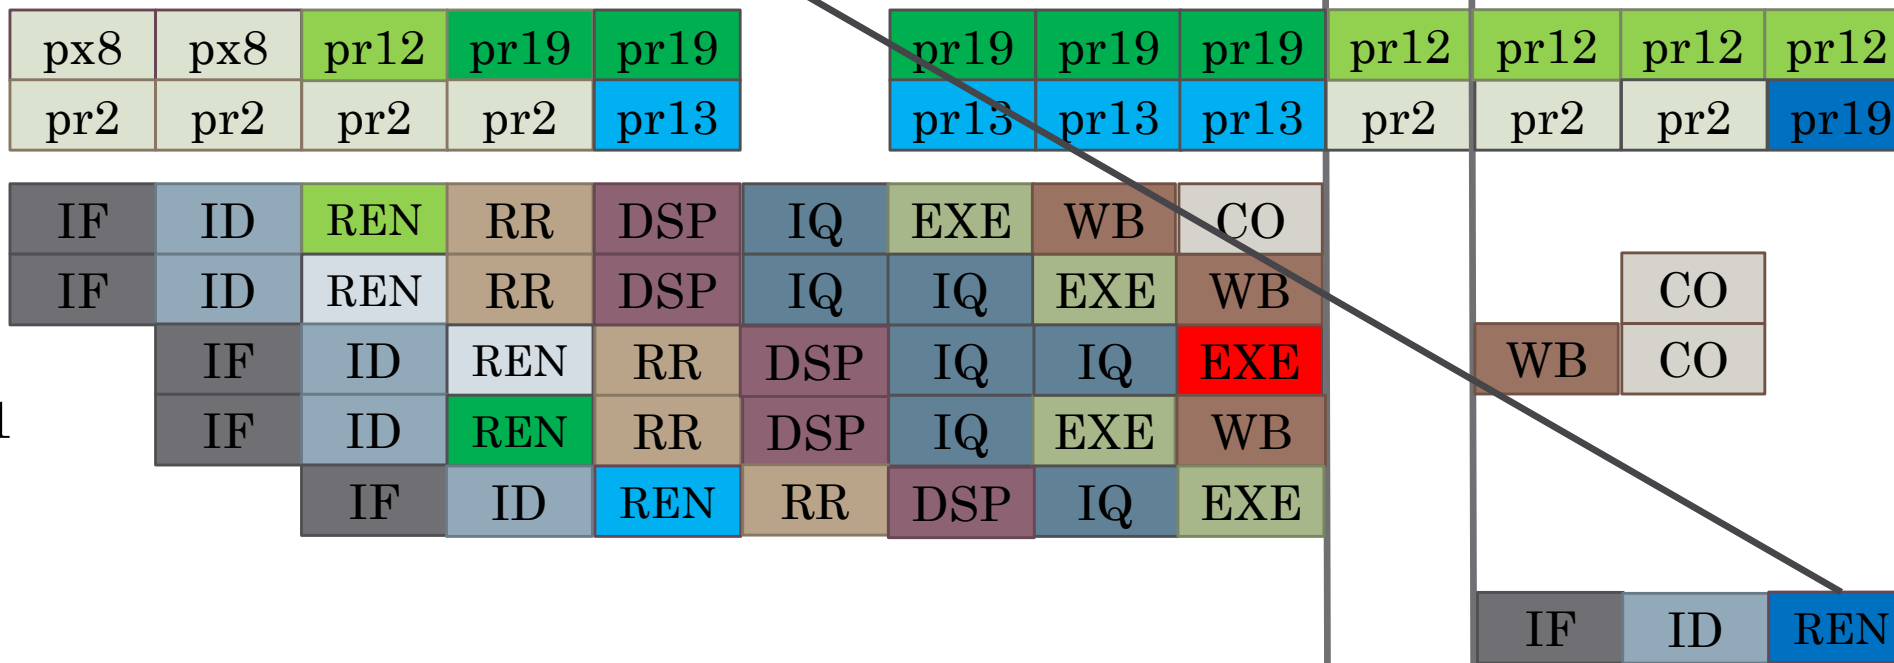 px8 px8 pr12 pr19 pr19 pr19 pr19 pr19 pr12 pr12 pr12 pr12
pr2 pr2 pr2 pr2 pr13 pr13 pr13 pr13 pr2 pr2 pr2 pr19
IF ID REN RR DSP IQ EXE WB CO
IF ID REN RR DSP IQ IQ EXE WB CO
IF ID REN RR DSP IQ IQ EXE WB CO
1 IF ID REN RR DSP IQ EXE WB
IF ID REN RR DSP IQ EXE
IF ID REN